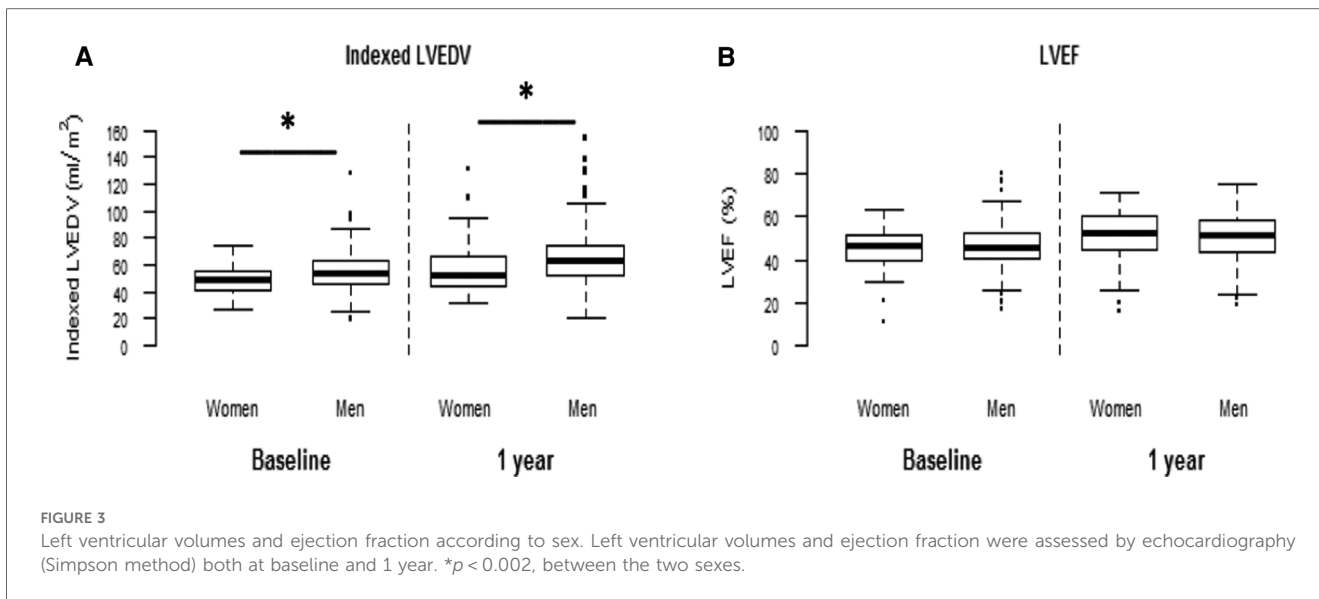 A
Indexed LVEDV
*
*
Indexed LVEDV (ml/m²)
160
140
120
100
80
60
40
20
0
Women
Men
Women
Men
Baseline
1 year
B
LVEF
LVEF (%)
100
80
60
40
20
0
Women
Men
Women
Men
Baseline
1 year
FIGURE 3
Left ventricular volumes and ejection fraction according to sex. Left ventricular volumes and ejection fraction were assessed by echocardiography
(Simpson method) both at baseline and 1 year. *p < 0.002, between the two sexes.